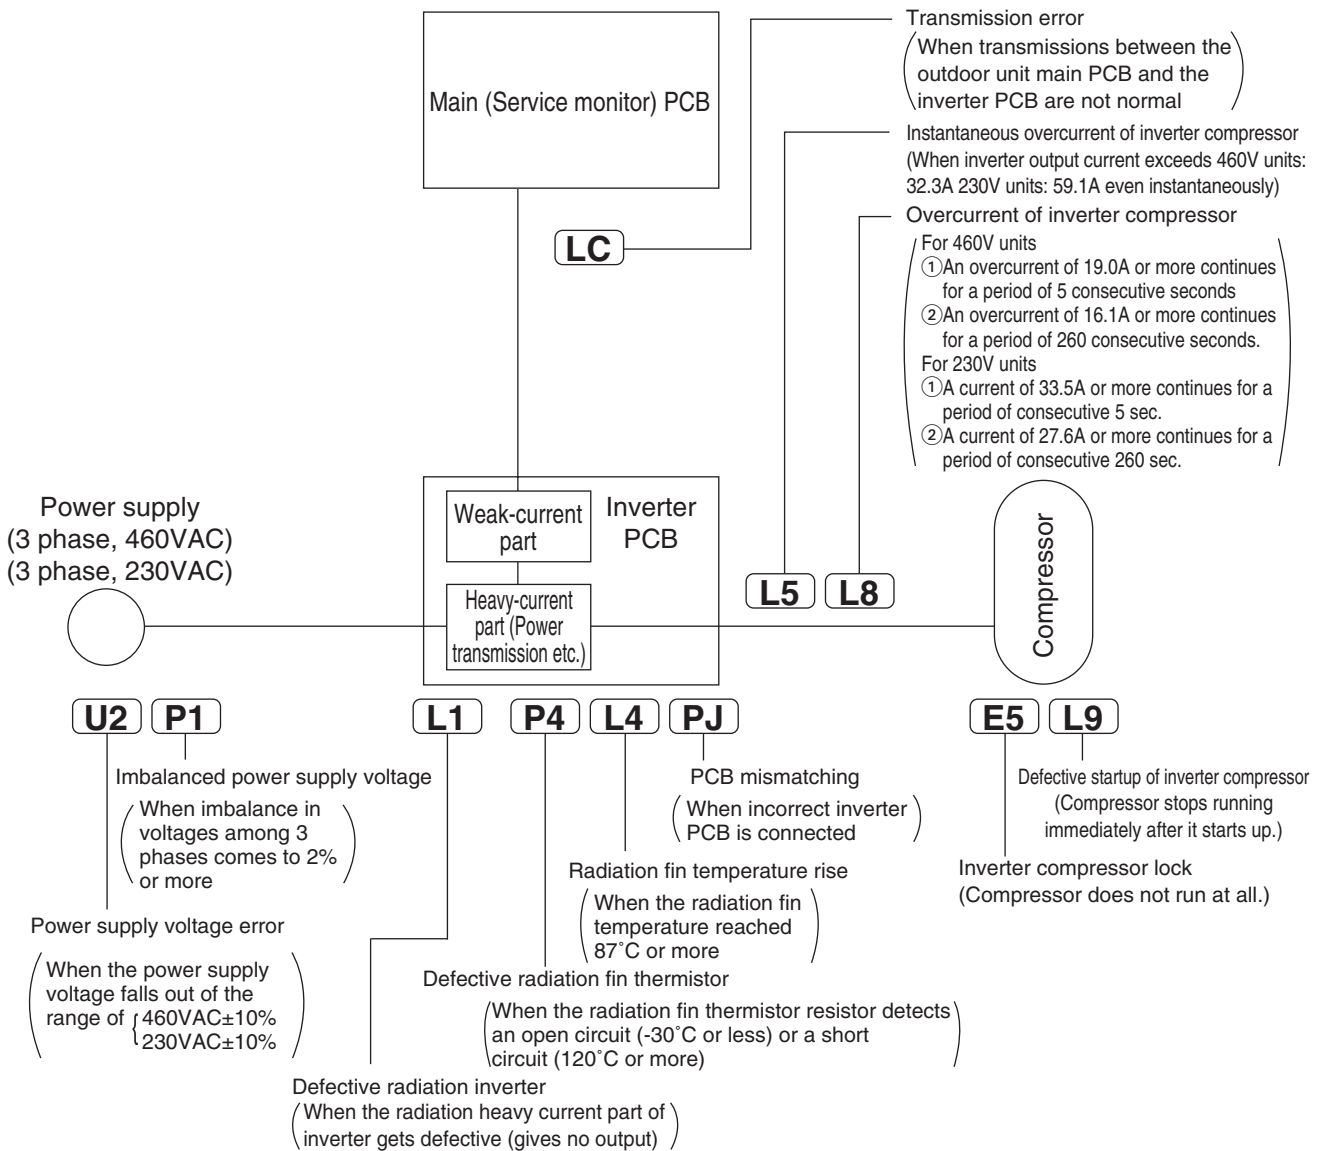 Main (Service monitor) PCB
Transmission error
(When transmissions between the
outdoor unit main PCB and the
inverter PCB are not normal)
Instantaneous overcurrent of inverter compressor
(When inverter output current exceeds 460V units:
32.3A 230V units: 59.1A even instantaneously)
LC
Overcurrent of inverter compressor
(For 460V units
①An overcurrent of 19.0A or more continues
for a period of 5 consecutive seconds
②An overcurrent of 16.1A or more continues
for a period of 260 consecutive seconds.
For 230V units
①A current of 33.5A or more continues for a
period of consecutive 5 sec.
②A current of 27.6A or more continues for a
period of consecutive 260 sec.)
Power supply
(3 phase, 460VAC)
(3 phase, 230VAC)
Weak-current
part
Inverter
PCB
Heavy-current
part (Power
transmission etc.)
L5 L8
Compressor
U2 P1 L1 P4 L4 PJ E5 L9
Imbalanced power supply voltage
(When imbalance in
voltages among 3
phases comes to 2%
or more)
PCB mismatching
(When incorrect inverter
PCB is connected)
Defective startup of inverter compressor
(Compressor stops running
immediately after it starts up.)
Radiation fin temperature rise
(When the radiation fin
temperature reached
87˚C or more)
Inverter compressor lock
(Compressor does not run at all.)
Power supply voltage error
(When the power supply
voltage falls out of the
range of { 460VAC±10%
230VAC±10%)
Defective radiation fin thermistor
(When the radiation fin thermistor resistor detects
an open circuit (-30˚C or less) or a short
circuit (120˚C or more))
Defective radiation inverter
(When the radiation heavy current part of
inverter gets defective (gives no output))